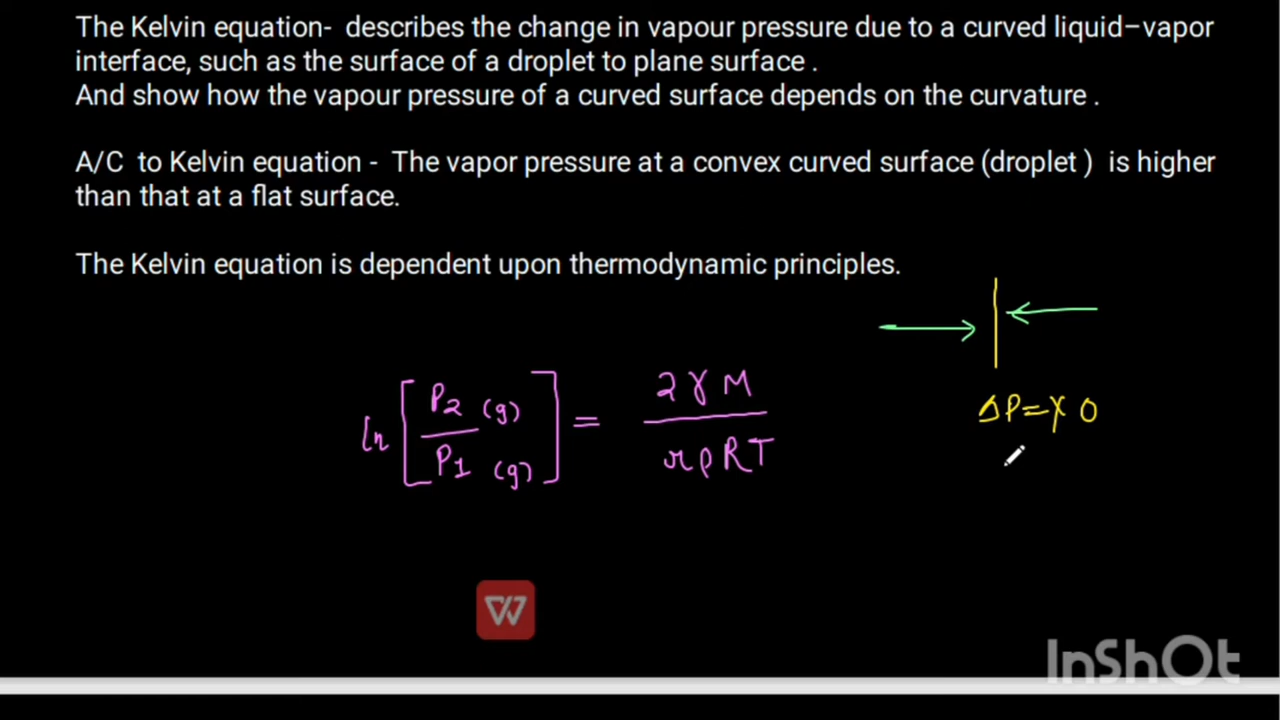 The Kelvin equation- describes the change in vapour pressure due to a curved liquid–vapor
interface, such as the surface of a droplet to plane surface .
And show how the vapour pressure of a curved surface depends on the curvature .
A/C to Kelvin equation - The vapor pressure at a convex curved surface (droplet ) is higher
than that at a flat surface.
The Kelvin equation is dependent upon thermodynamic principles.
ln [P2 (g) / P1 (g)] = 2γM / rρRT
ΔP = 0
InShOt